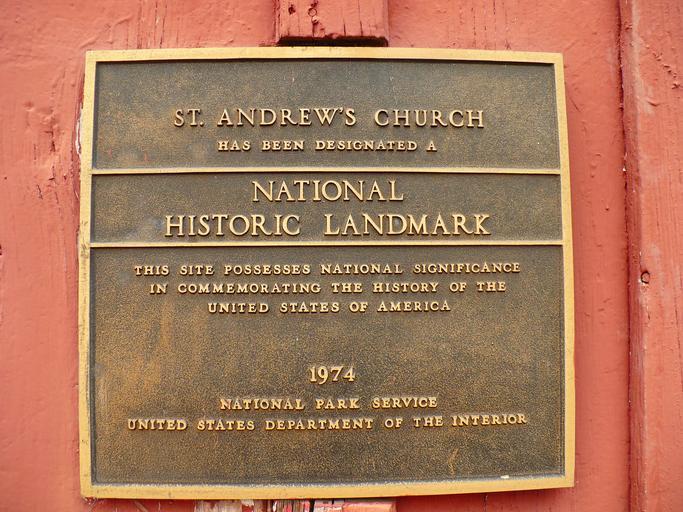 ST. ANDREW'S CHURCH
HAS BEEN DESIGNATED A
NATIONAL
HISTORIC LANDMARK
THIS SITE POSSESSES NATIONAL SIGNIFICANCE
IN COMMEMORATING THE HISTORY OF THE
UNITED STATES OF AMERICA
1974
NATIONAL PARK SERVICE
UNITED STATES DEPARTMENT OF THE INTERIOR